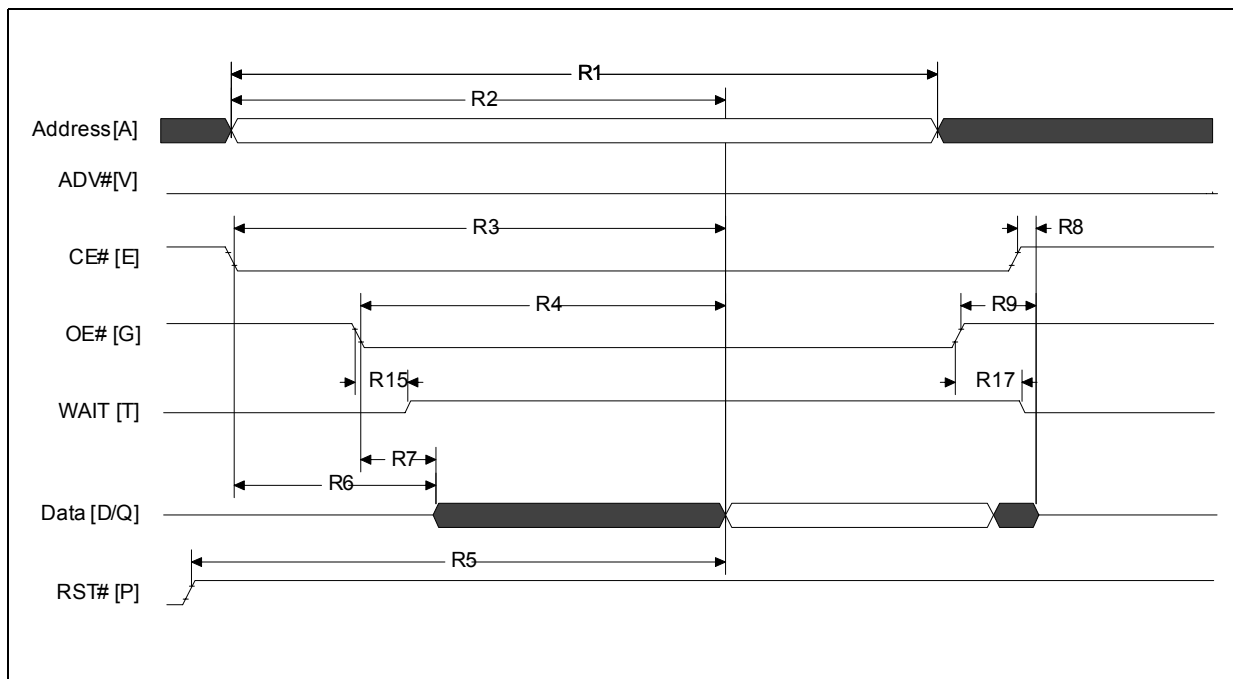 R1
R2
Address[A]
ADV#[V]
R3
R8
CE# [E]
R4
R9
OE# [G]
R15
R17
WAIT [T]
R7
R6
Data [D/Q]
R5
RST# [P]